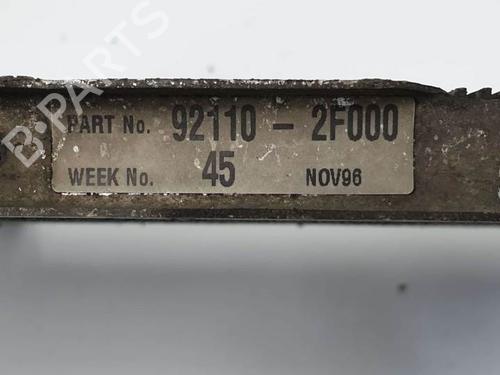 B-PARTS
PART No. 92110 - 2F000
WEEK No. 45 NOV96